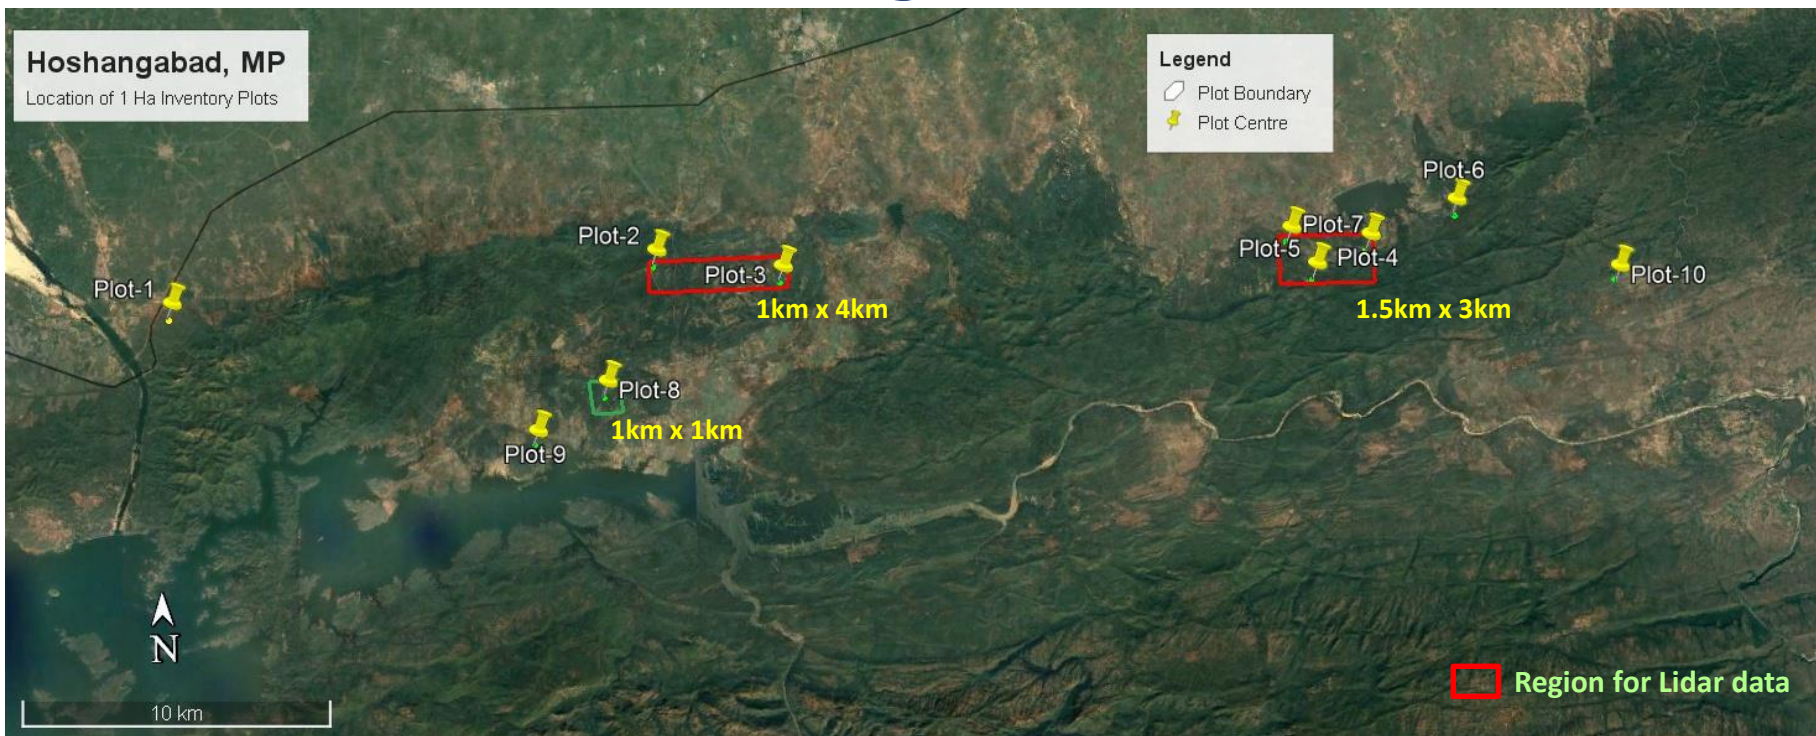 Hoshangabad, MP
Location of 1 Ha Inventory Plots
Legend
Plot Boundary
Plot Centre
Plot-6
Plot-2
Plot-7
Plot-5
Plot-4
Plot-3
Plot-10
Plot-1
1km x 4km
1.5km x 3km
Plot-8
1km x 1km
Plot-9
N
Region for Lidar data
10 km